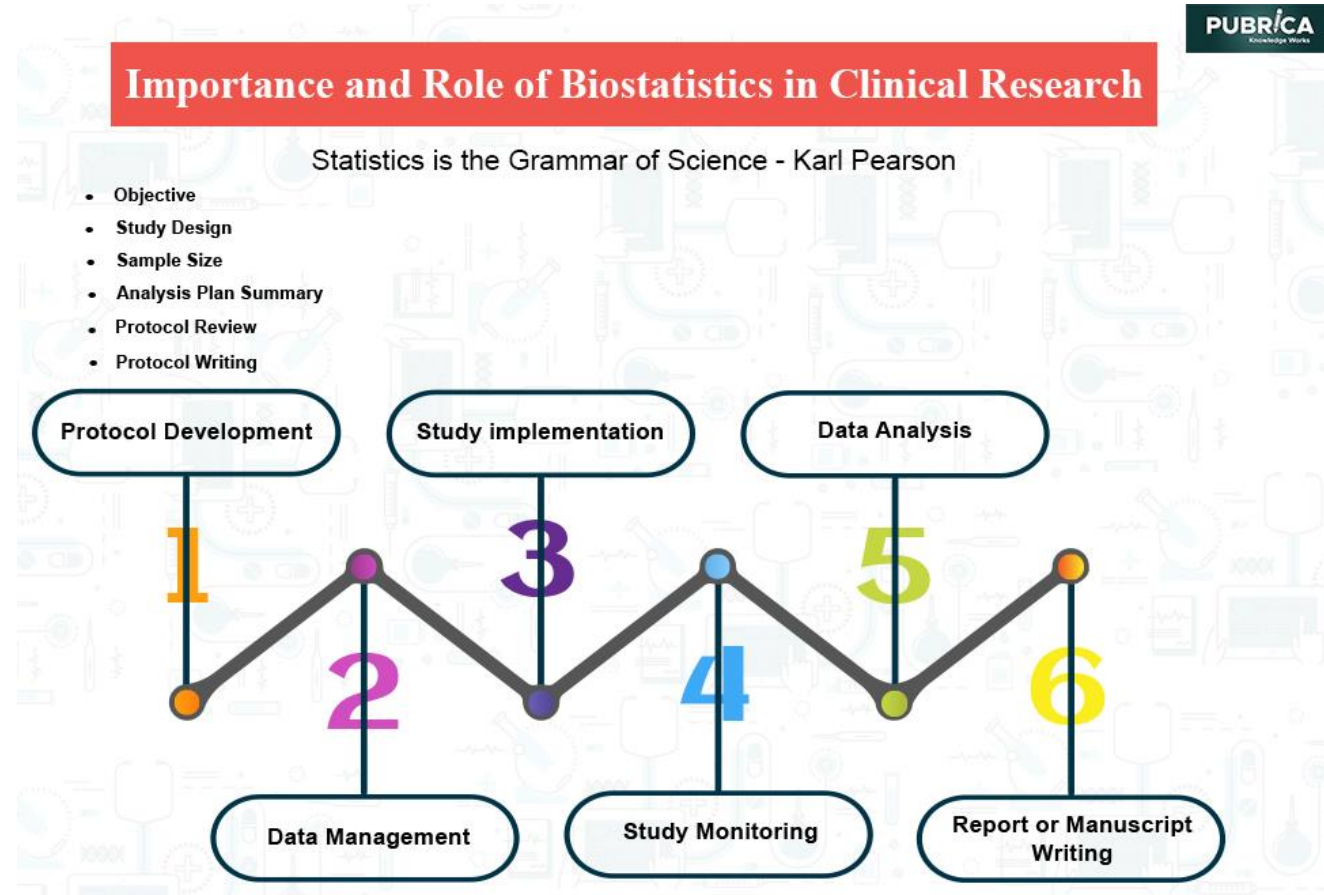 PUBRICA
Knowledge Works
Importance and Role of Biostatistics in Clinical Research
Statistics is the Grammar of Science - Karl Pearson
• Objective
• Study Design
• Sample Size
• Analysis Plan Summary
• Protocol Review
• Protocol Writing
Protocol Development
Study implementation
Data Analysis
1
3
5
2
4
6
Data Management
Study Monitoring
Report or Manuscript
Writing